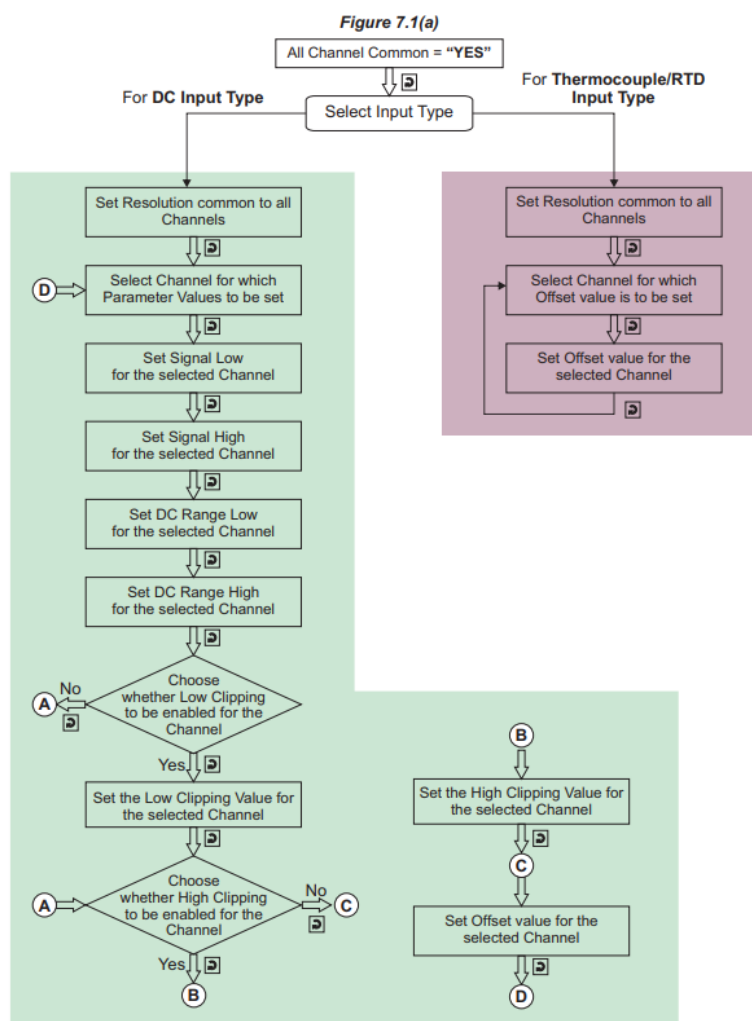 Figure 7.1(a)
All Channel Common = “YES”
For DC Input Type
For Thermocouple/RTD
Input Type
Select Input Type
Set Resolution common to all
Channels
D
Select Channel for which
Parameter Values to be set
Set Signal Low
for the selected Channel
Set Signal High
for the selected Channel
Set DC Range Low
for the selected Channel
Set DC Range High
for the selected Channel
Choose
whether Low Clipping
to be enabled for the
Channel
No
A
Yes
Set the Low Clipping Value for
the selected Channel
A
Choose
whether High Clipping
to be enabled for the
Channel
No
C
Yes
B
B
Set the High Clipping Value for
the selected Channel
C
Set Offset value for the
selected Channel
D
Set Resolution common to all
Channels
Select Channel for which
Offset value is to be set
Set Offset value for the
selected Channel